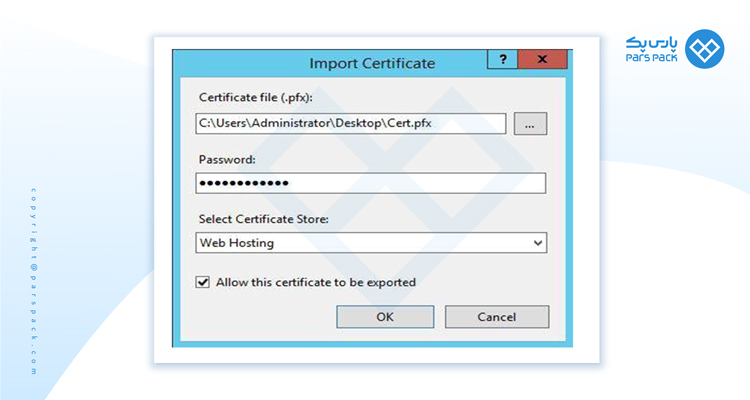 پارس پک
PARS PACK
Import Certificate
?
x
Certificate file (.pfx):
C:\Users\Administrator\Desktop\Cert.pfx
...
Password:
••••••••••••
Select Certificate Store:
Web Hosting
Allow this certificate to be exported
OK
Cancel
copyright@parspack.com